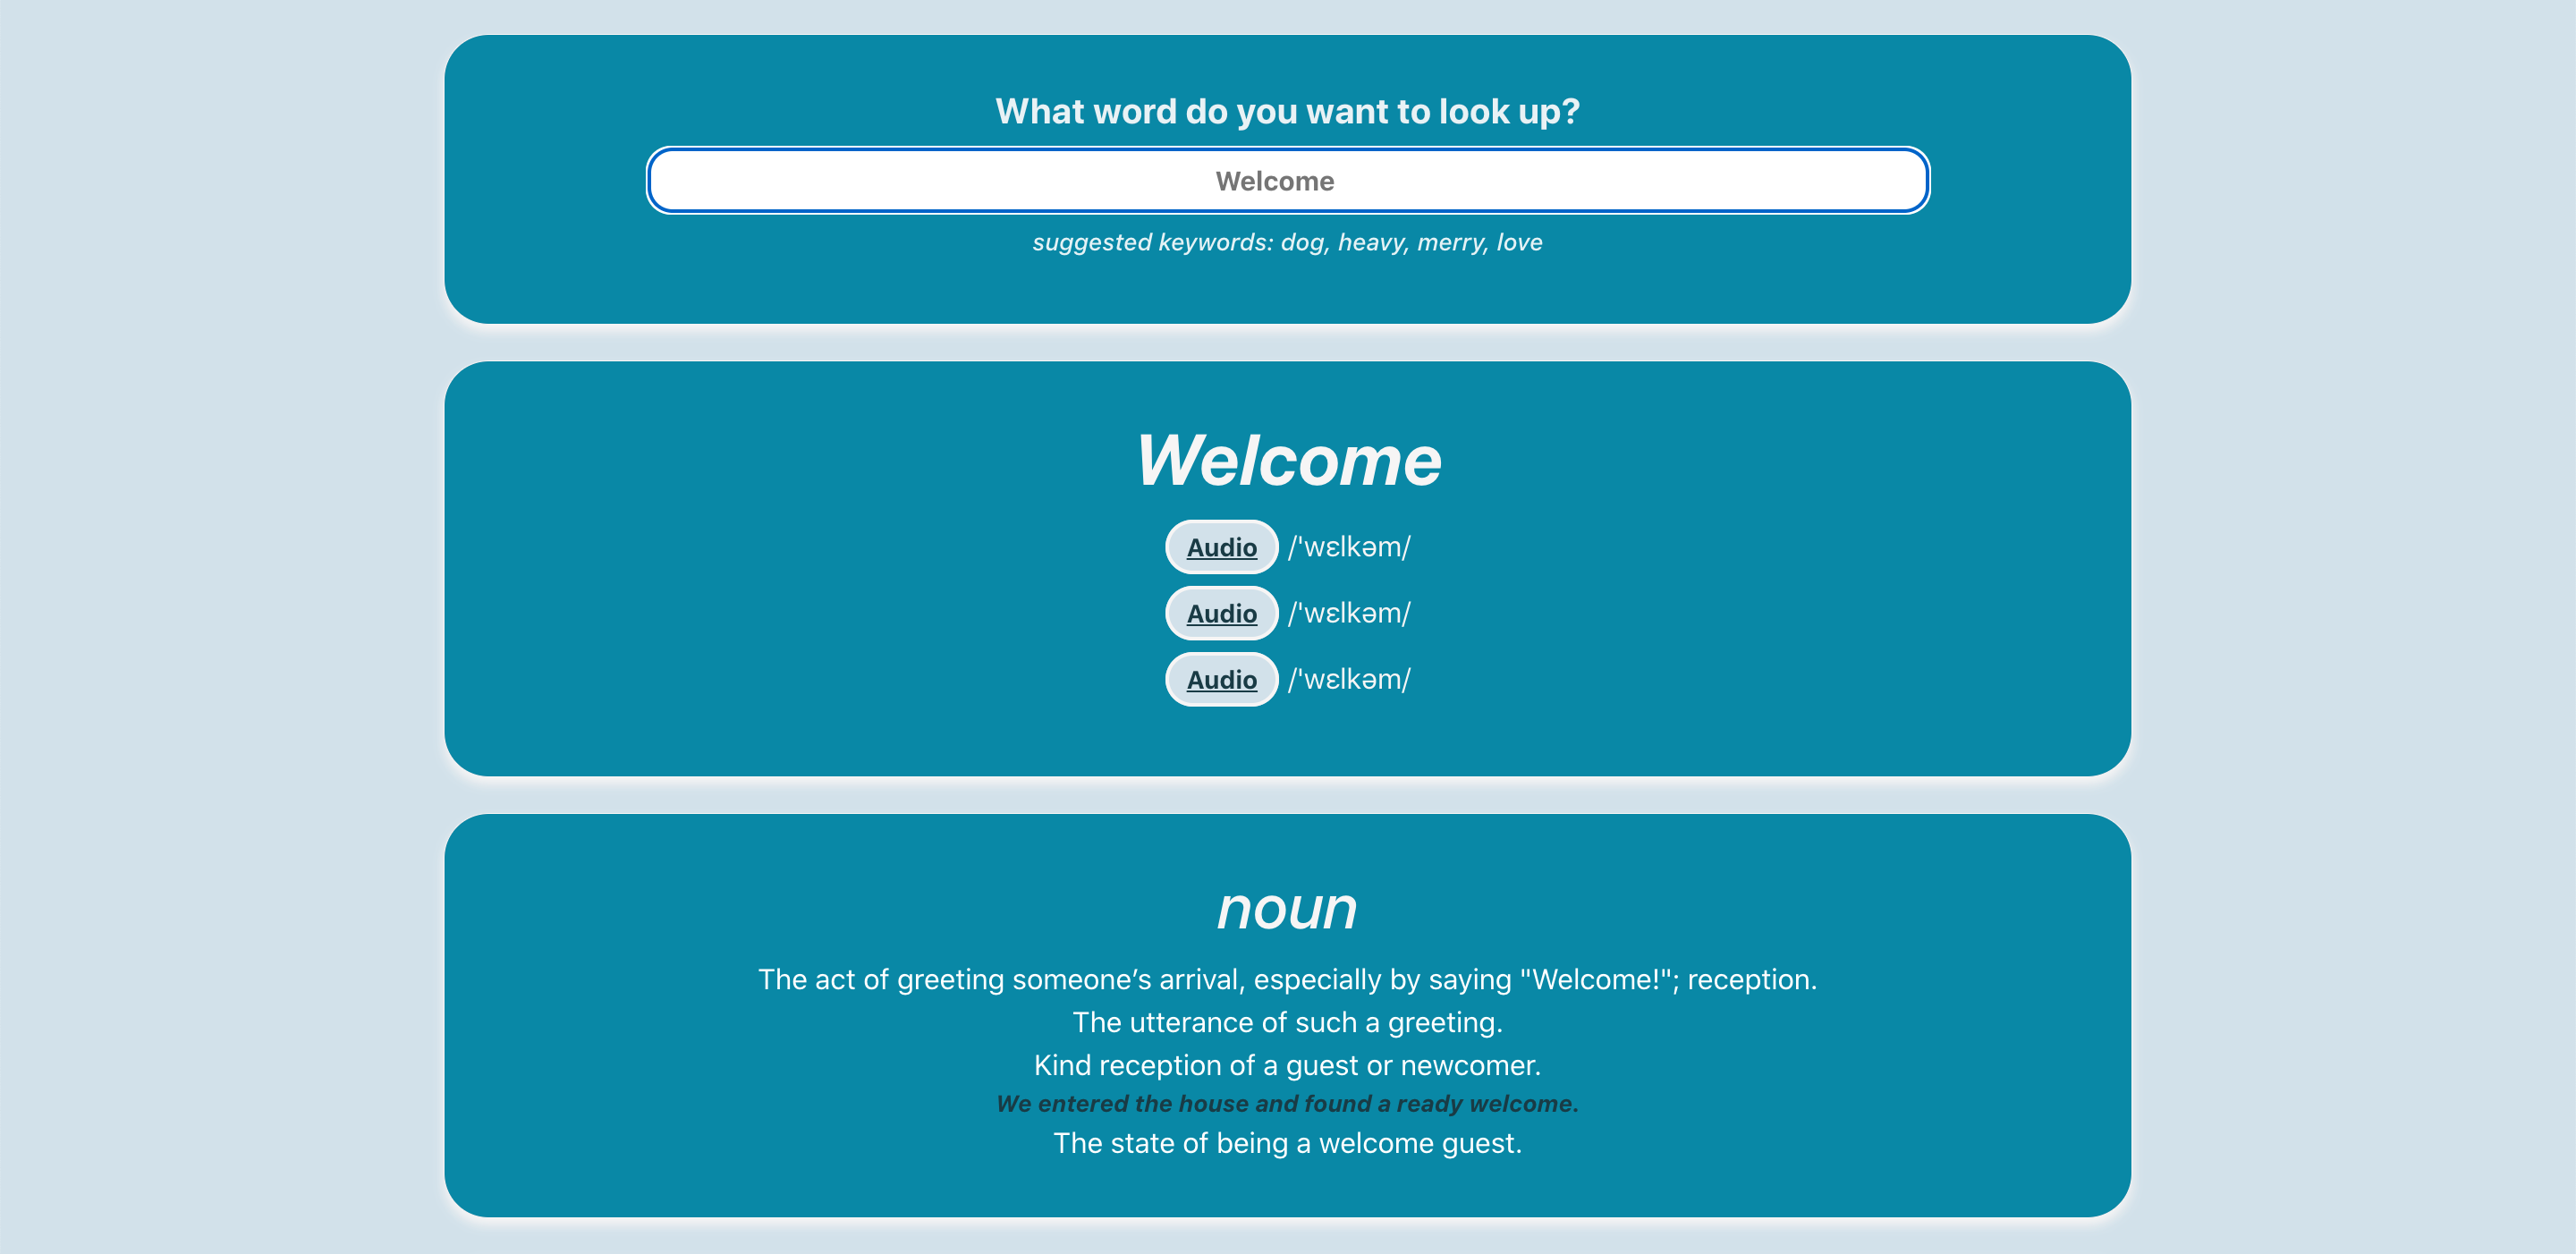 What word do you want to look up?
Welcome
suggested keywords: dog, heavy, merry, love
Welcome
Audio /ˈwɛlkəm/
Audio /ˈwɛlkəm/
Audio /ˈwɛlkəm/
noun
The act of greeting someone’s arrival, especially by saying "Welcome!"; reception.
The utterance of such a greeting.
Kind reception of a guest or newcomer.
We entered the house and found a ready welcome.
The state of being a welcome guest.